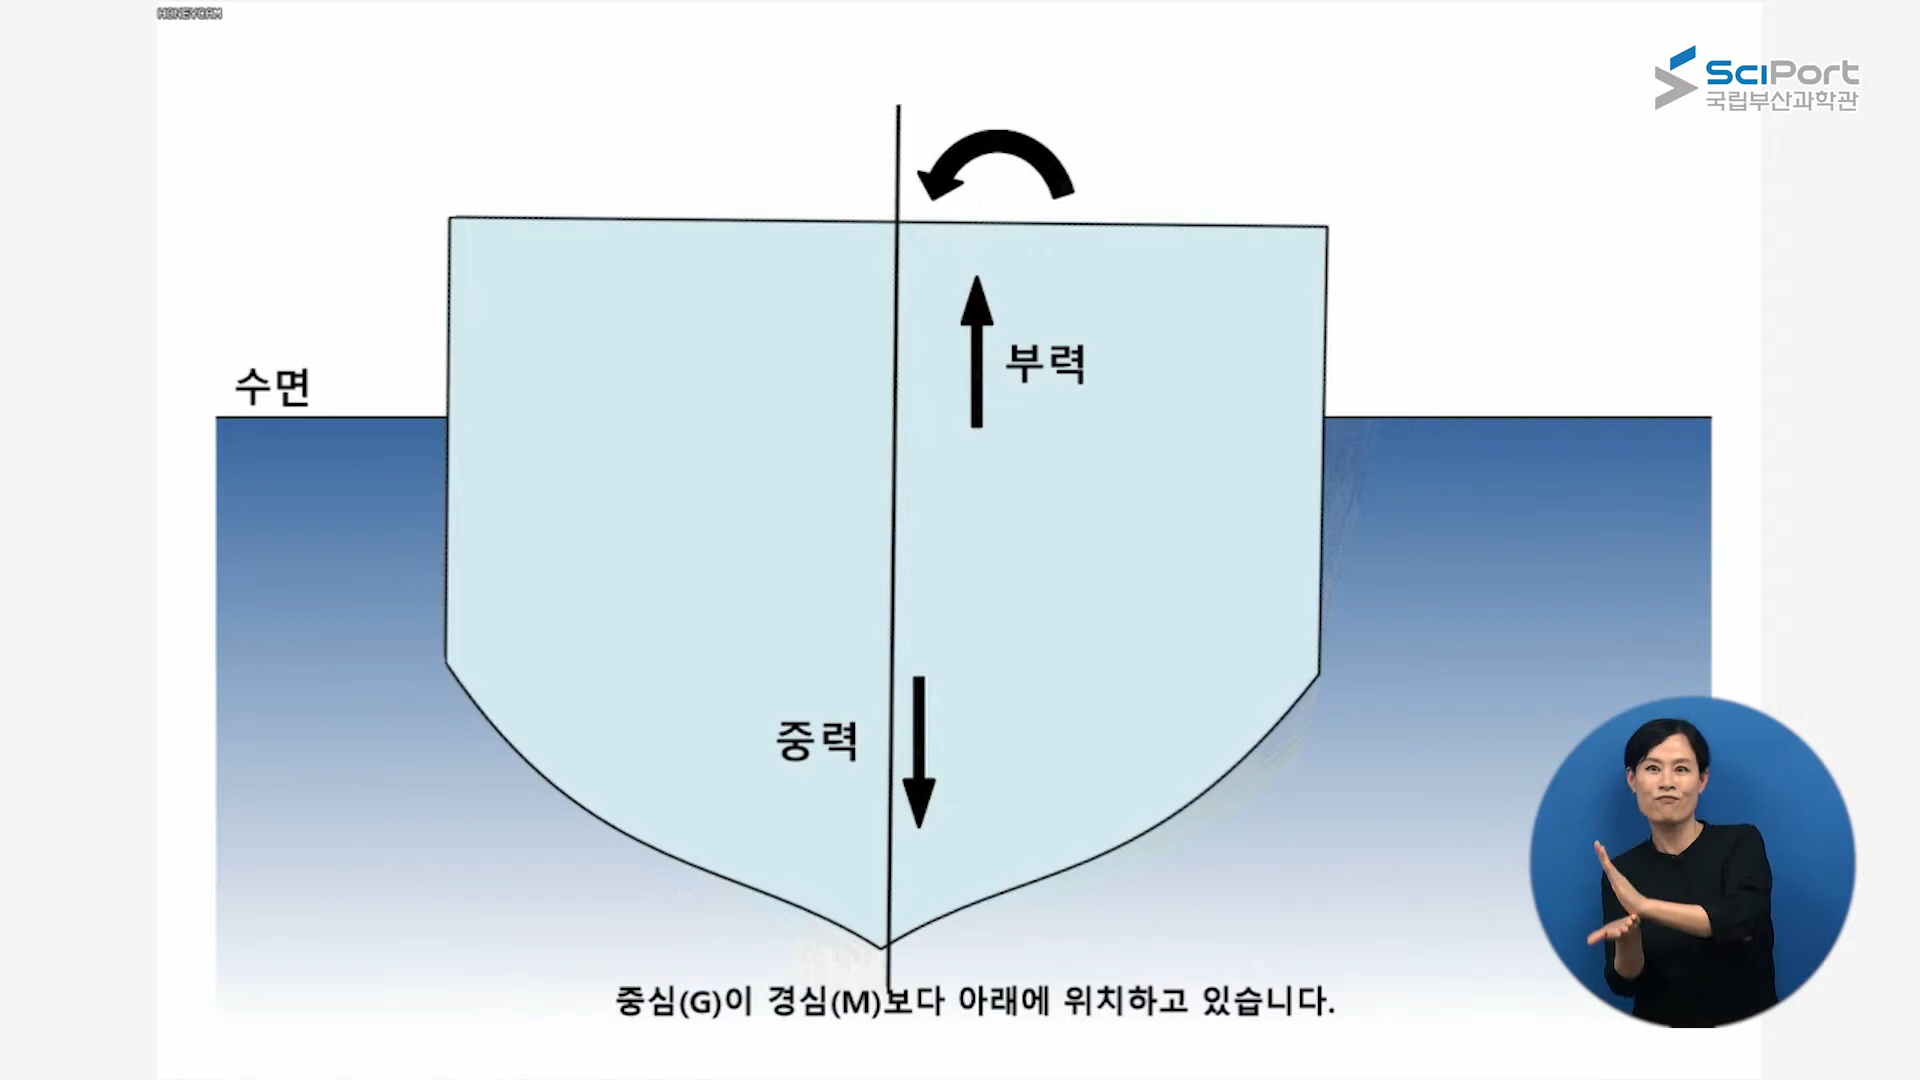 HONEYCAM
SciPort
국립부산과학관
부력
수면
중력
중심(G)이 경심(M)보다 아래에 위치하고 있습니다.